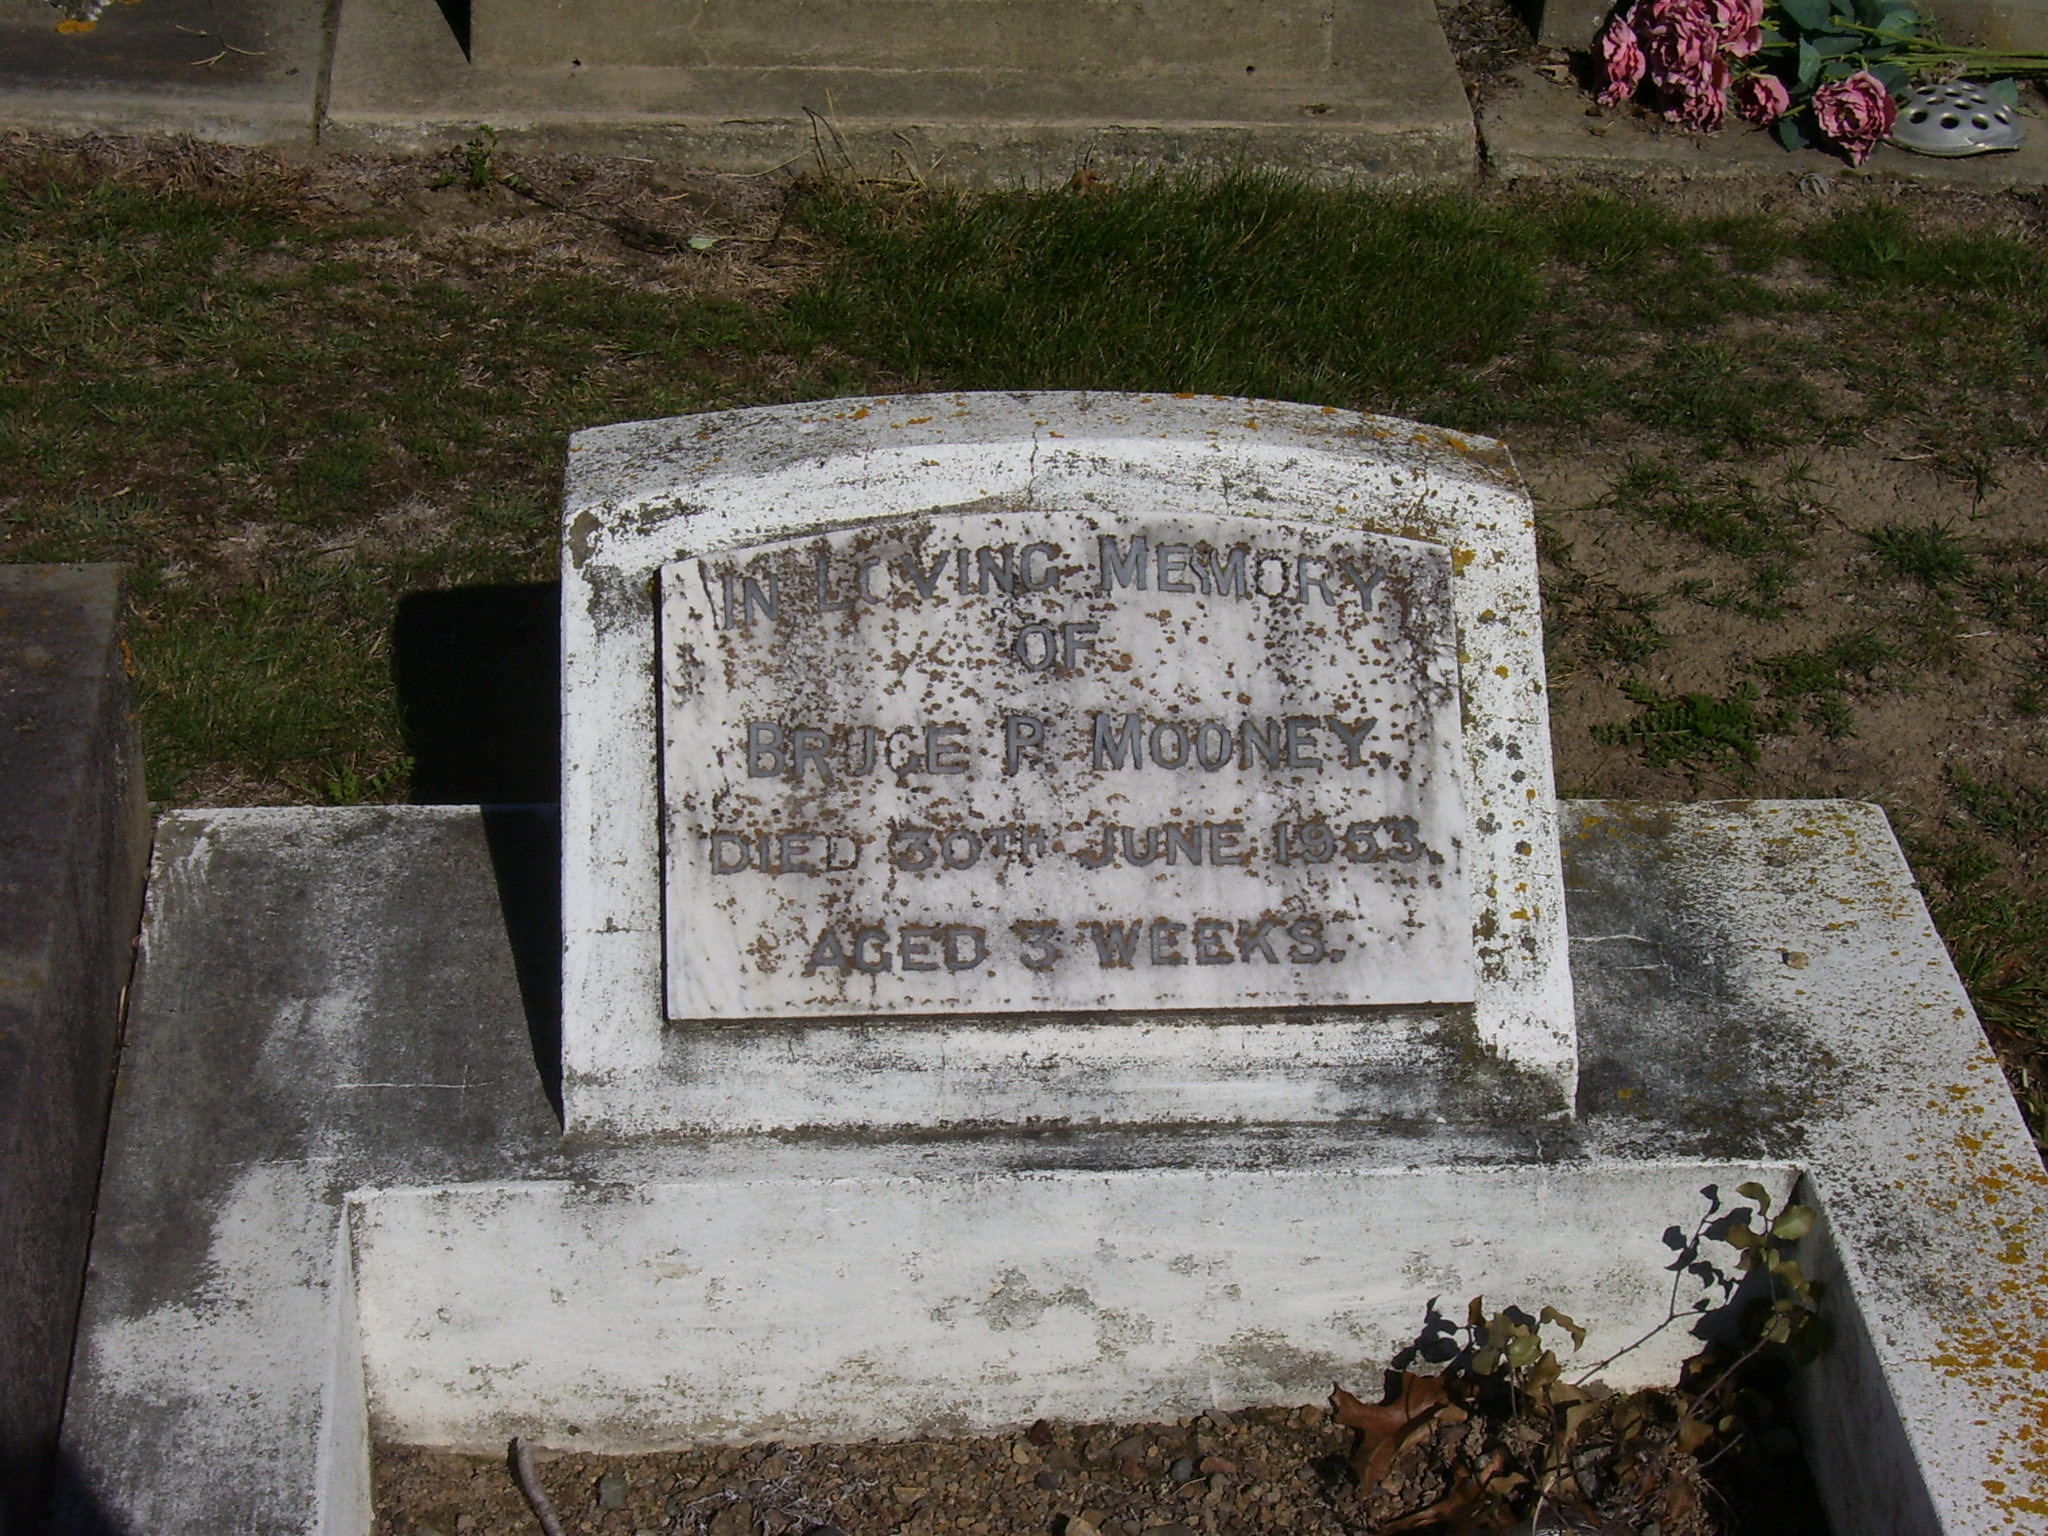 IN LOVING MEMORY
OF
BRUCE P. MOONEY.
DIED 30TH JUNE 1953.
AGED 3 WEEKS.